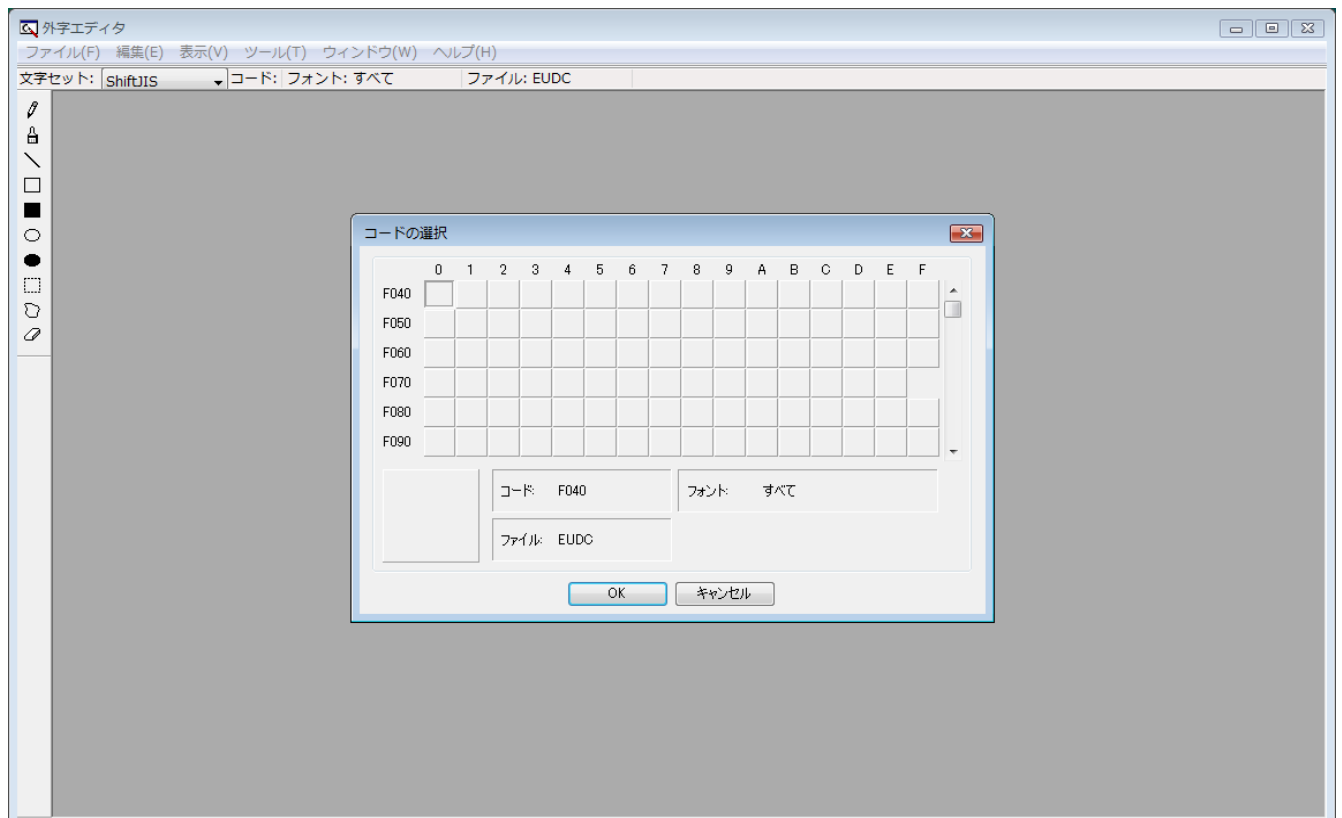 外字エディタ
ファイル(F) 編集(E) 表示(V) ツール(T) ウィンドウ(W) ヘルプ(H)
文字セット: ShiftJIS コード: フォント: すべて ファイル: EUDC
コードの選択
0 1 2 3 4 5 6 7 8 9 A B C D E F
F040
F050
F060
F070
F080
F090
コード: F040 フォント: すべて
ファイル: EUDC
OK キャンセル